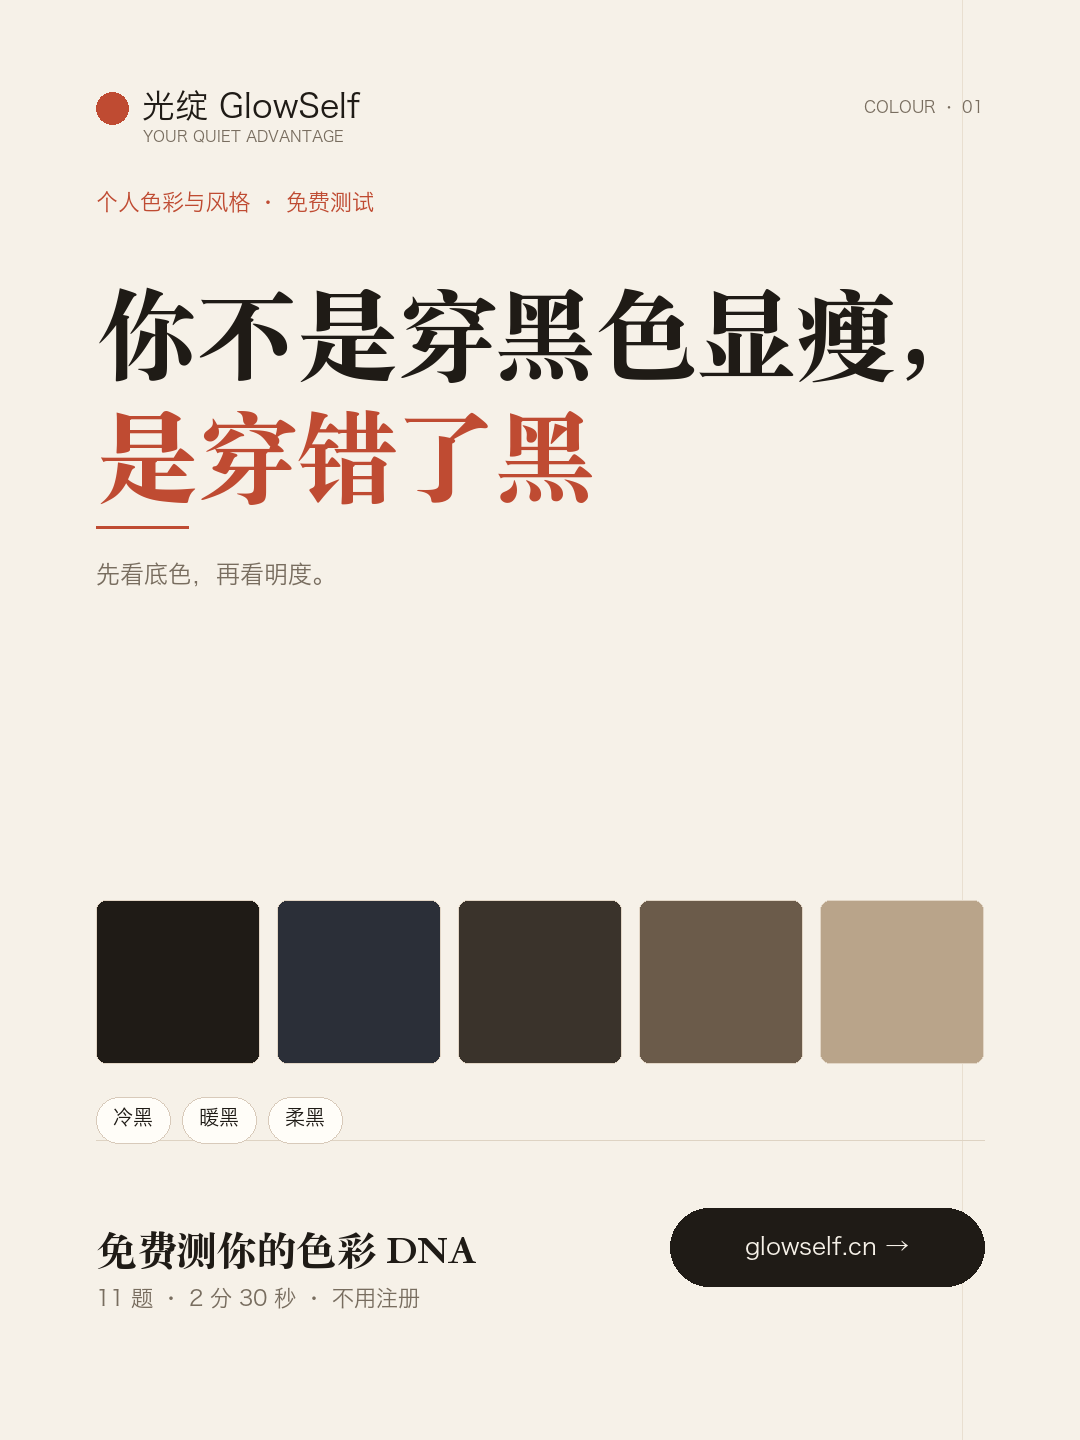 光绽 GlowSelf
YOUR QUIET ADVANTAGE
COLOUR · 01
个人色彩与风格 · 免费测试
你不是穿黑色显瘦，
是穿错了黑
先看底色，再看明度。
冷黑
暖黑
柔黑
免费测你的色彩 DNA
11 题 · 2 分 30 秒 · 不用注册
glowself.cn →